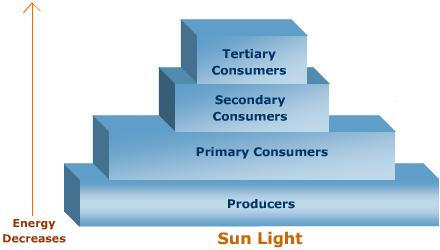 Tertiary
Consumers
Secondary
Consumers
Primary Consumers
Producers
Energy
Decreases
Sun Light